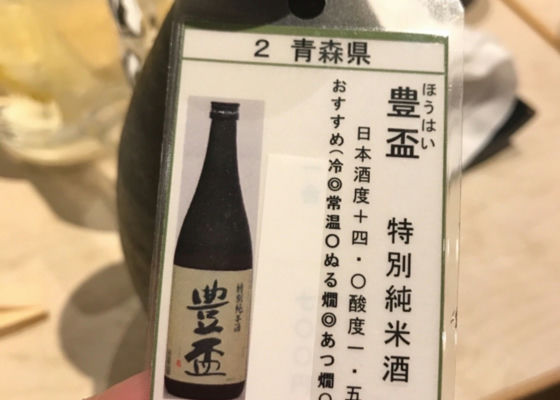 2 青森県
ほうはい
豊盃 特別純米酒
日本酒度＋四・〇 酸度一・五
おすすめ（冷◎常温〇ぬる燗◎あつ燗〇
特別純米酒
豊盃